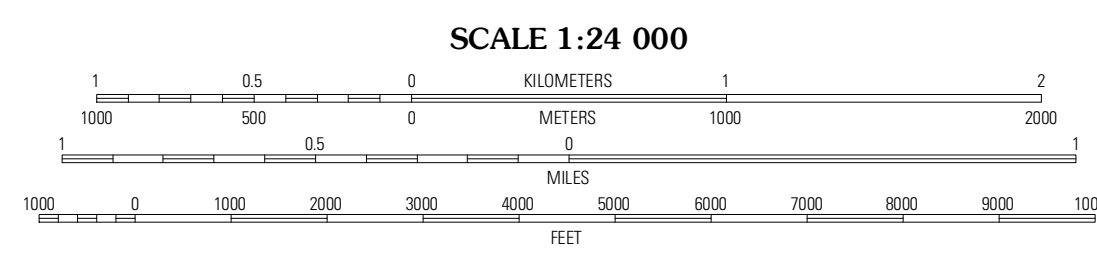 SCALE 1:24 000
1 0.5 0 KILOMETERS 1 2
1000 500 0 METERS 1000 2000
1 0.5 0 1
MILES
1000 0 1000 2000 3000 4000 5000 6000 7000 8000 9000 100
FEET